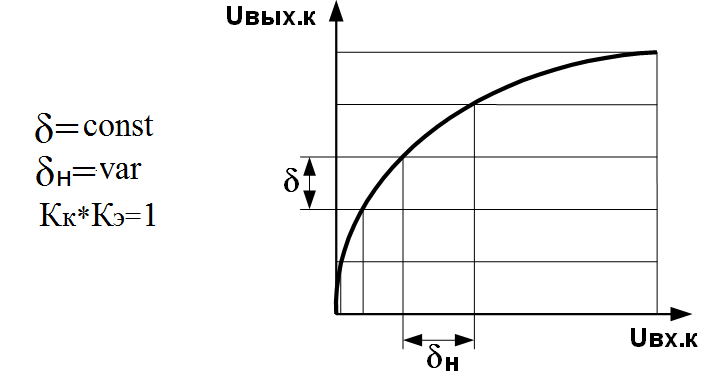 Uвых.к
δ=const
δн=var
Кк*Кэ=1
δ
δн
Uвх.к